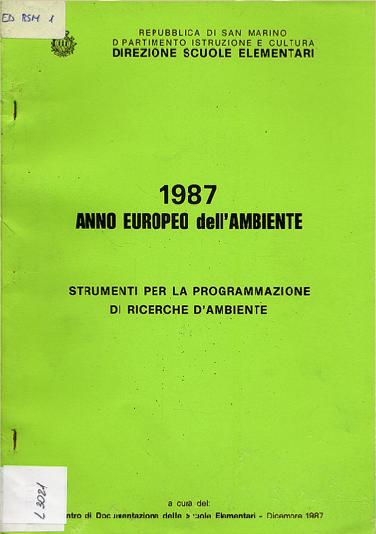 ED RSM 1
REPUBBLICA DI SAN MARINO
DIPARTIMENTO ISTRUZIONE E CULTURA
DIREZIONE SCUOLE ELEMENTARI
1987
ANNO EUROPEO dell'AMBIENTE
STRUMENTI PER LA PROGRAMMAZIONE
DI RICERCHE D'AMBIENTE
L 3021
a cura del:
ntro di Documentazione delle Scuole Elementari - Dicembre 1987